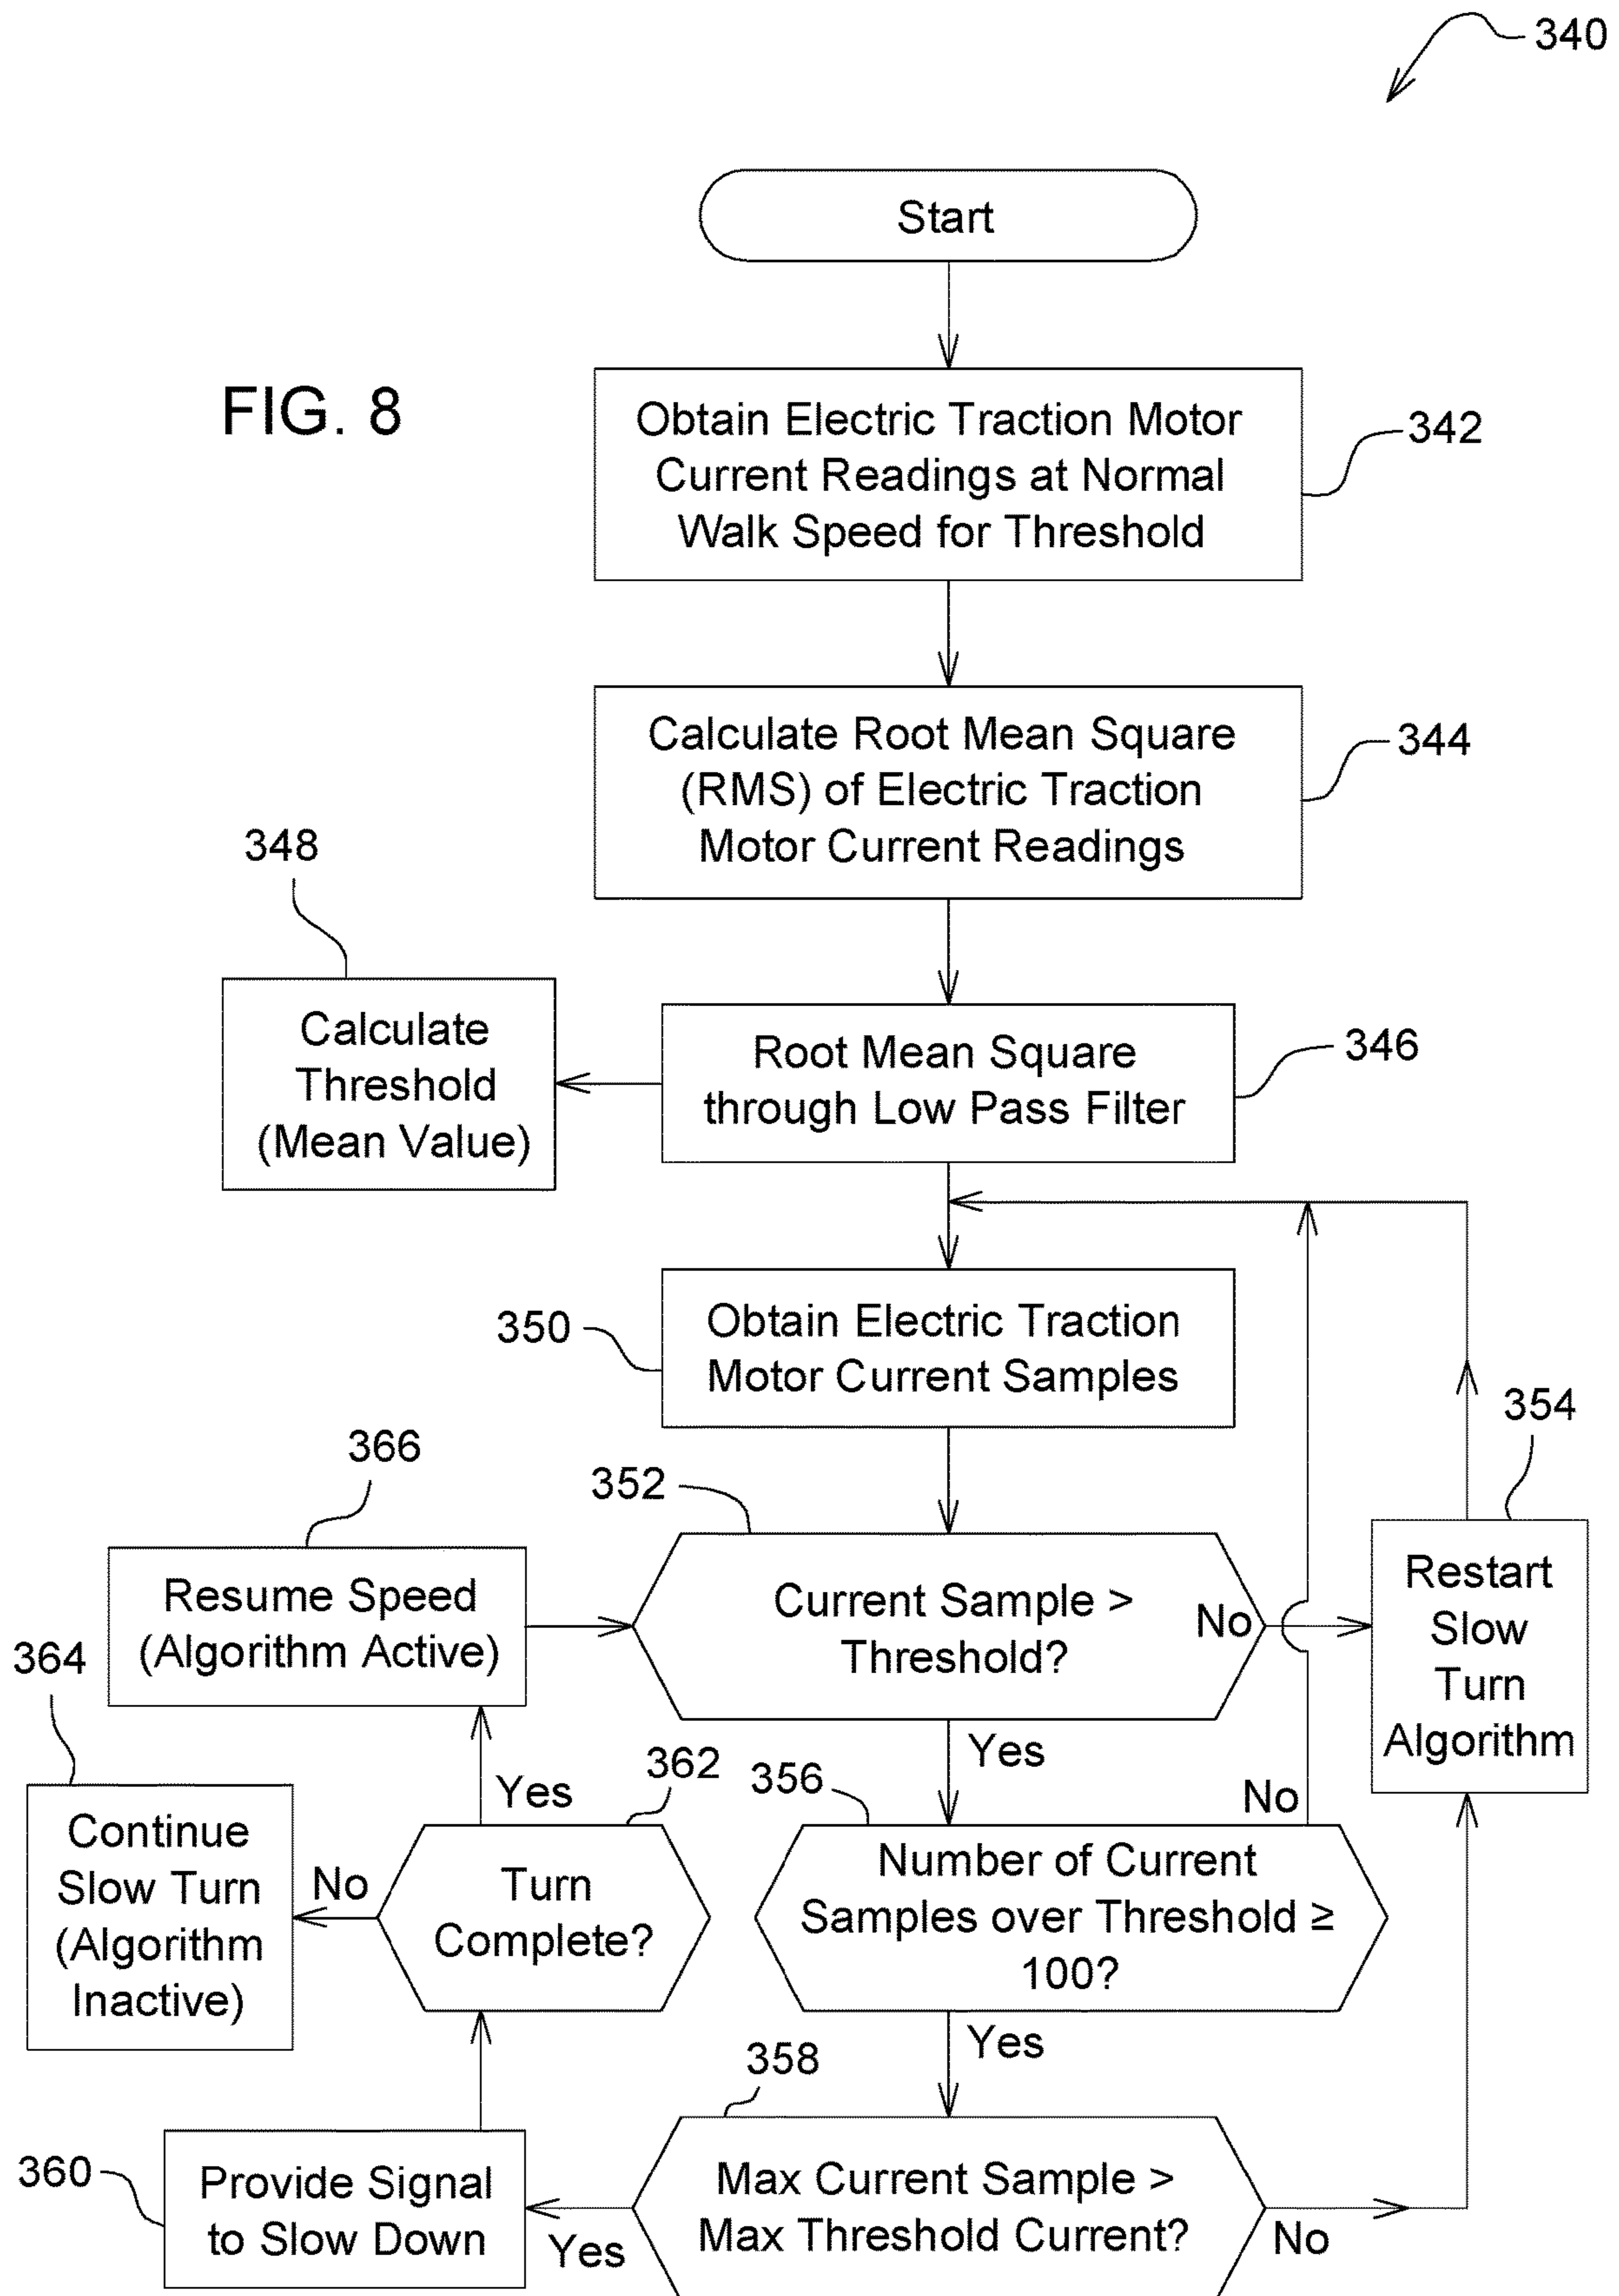 340
Start
FIG. 8
Obtain Electric Traction Motor
Current Readings at Normal
Walk Speed for Threshold
342
Calculate Root Mean Square
(RMS) of Electric Traction
Motor Current Readings
344
348
Calculate
Threshold
(Mean Value)
Root Mean Square
through Low Pass Filter
346
350
Obtain Electric Traction
Motor Current Samples
354
366
352
Resume Speed
(Algorithm Active)
Current Sample >
Threshold?
No
Restart
Slow
Turn
Algorithm
364
Yes
362
Yes
356
No
Continue
Slow Turn
(Algorithm
Inactive)
No
Turn
Complete?
Number of Current
Samples over Threshold ≥
100?
Yes
358
360
Provide Signal
to Slow Down
Yes
Max Current Sample >
Max Threshold Current?
No